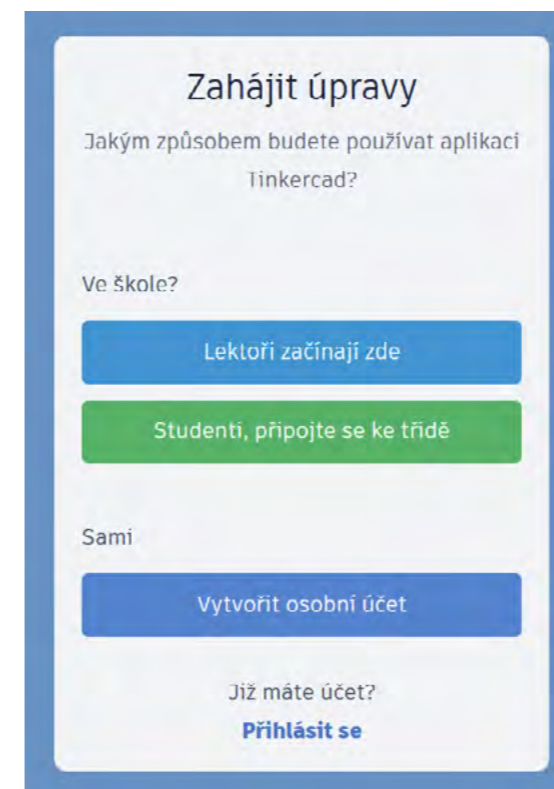 Zahájit úpravy
Jakým způsobem budete používat aplikaci
Tinkercad?
Ve škole?
Lektoři začínají zde
Studenti, připojte se ke třídě
Sami
Vytvořit osobní účet
Již máte účet?
Přihlásit se